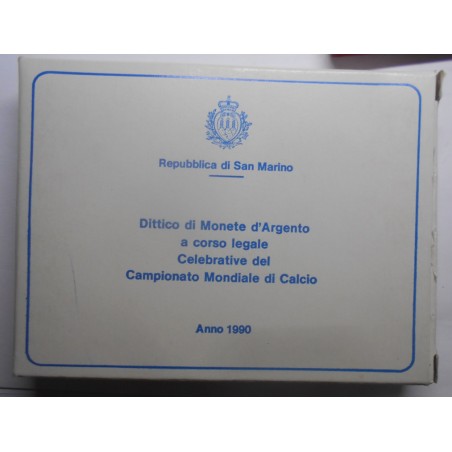 Repubblica di San Marino
Dittico di Monete d'Argento
a corso legale
Celebrative del
Campionato Mondiale di Calcio
Anno 1990